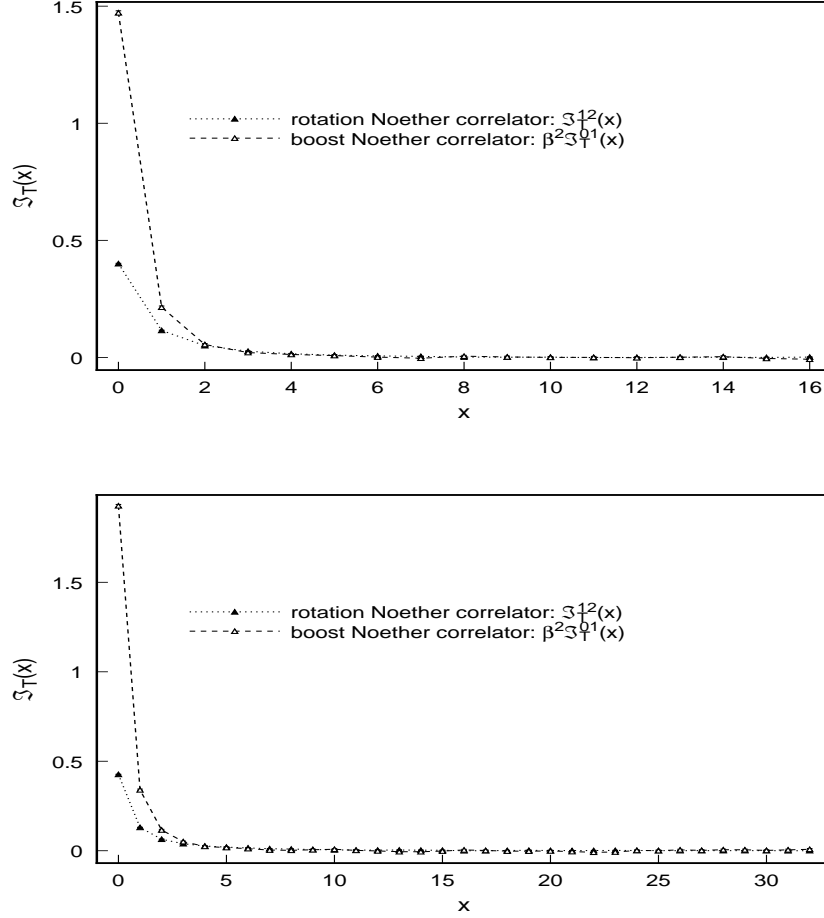 1.5
1
0.5
0
ℑT(x)
rotation Noether correlator: ℑT12(x)
boost Noether correlator: β2ℑT01(x)
0 2 4 6 8 10 12 14 16
x
1.5
1
0.5
0
ℑT(x)
rotation Noether correlator: ℑT12(x)
boost Noether correlator: β2ℑT01(x)
0 5 10 15 20 25 30
x